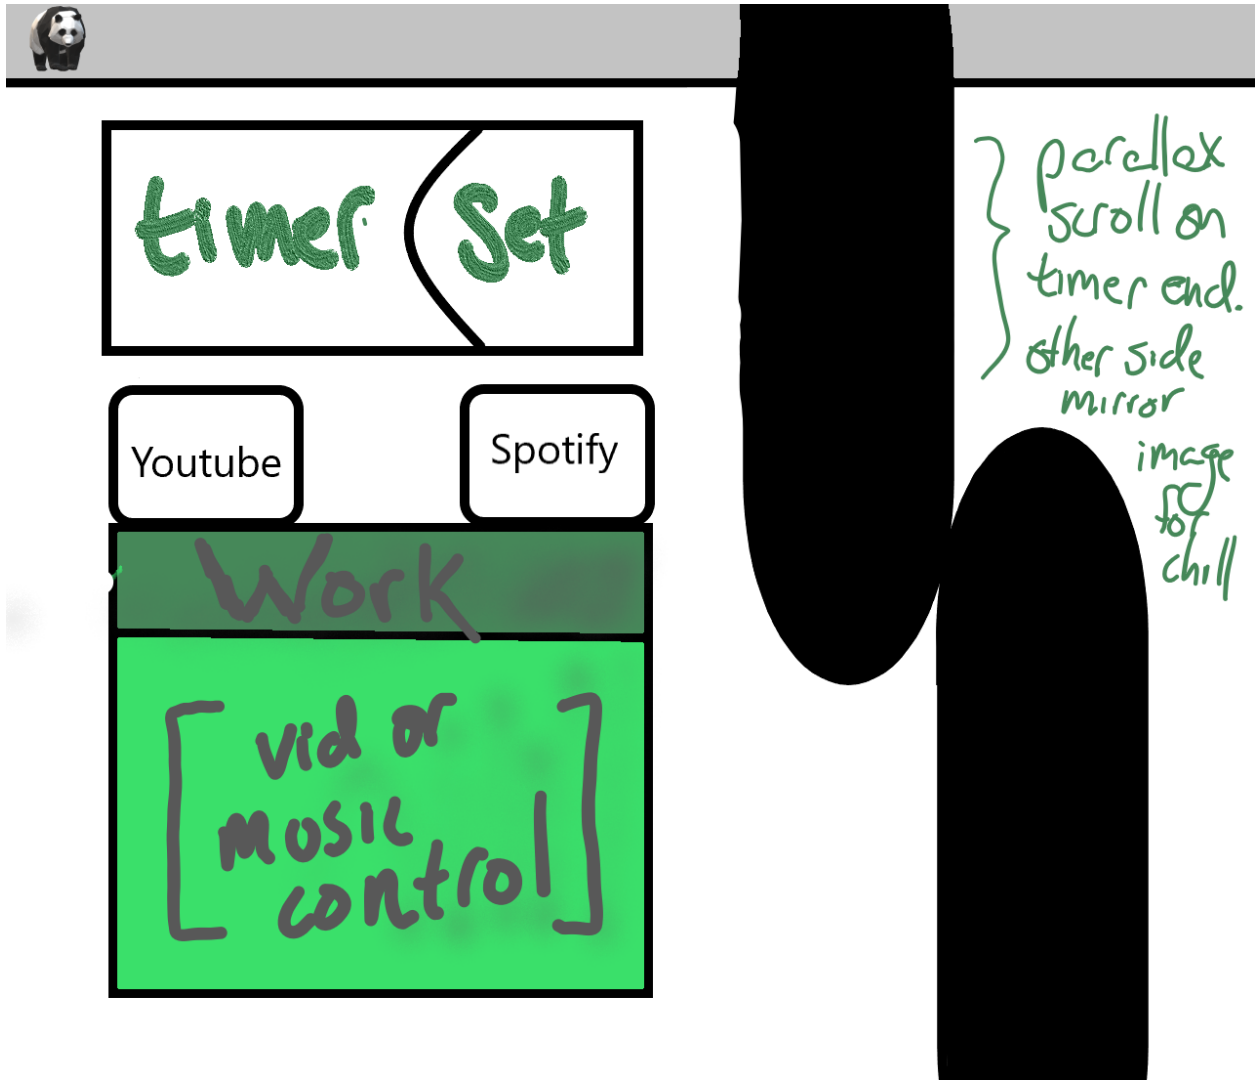 timer
Set
parallax
scroll on
timer end.
other side
mirror
image
for
chill
Youtube
Spotify
Work
vid or
music
control